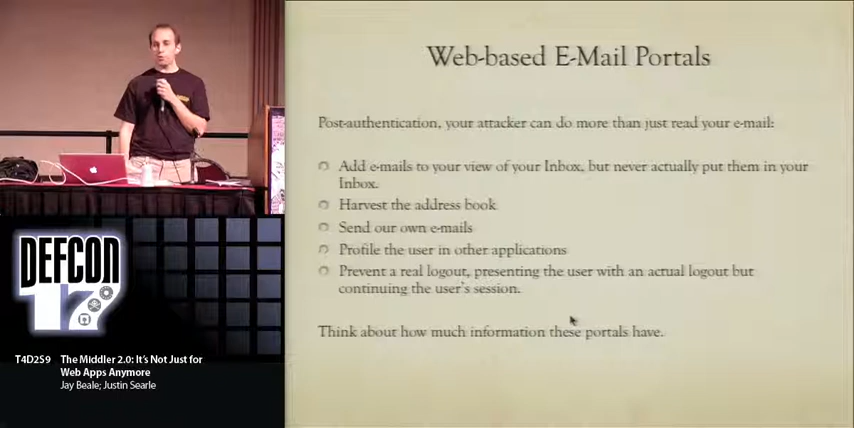 Web-based E-Mail Portals
Post-authentication, your attacker can do more than just read your e-mail:
Add e-mails to your view of your Inbox, but never actually put them in your
Inbox.
Harvest the address book
Send our own e-mails
Profile the user in other applications
Prevent a real logout, presenting the user with an actual logout but
continuing the user's session.
Think about how much information these portals have.
DEFCON
17
T4D2S9 The Middler 2.0: It's Not Just for
Web Apps Anymore
Jay Beale; Justin Searle